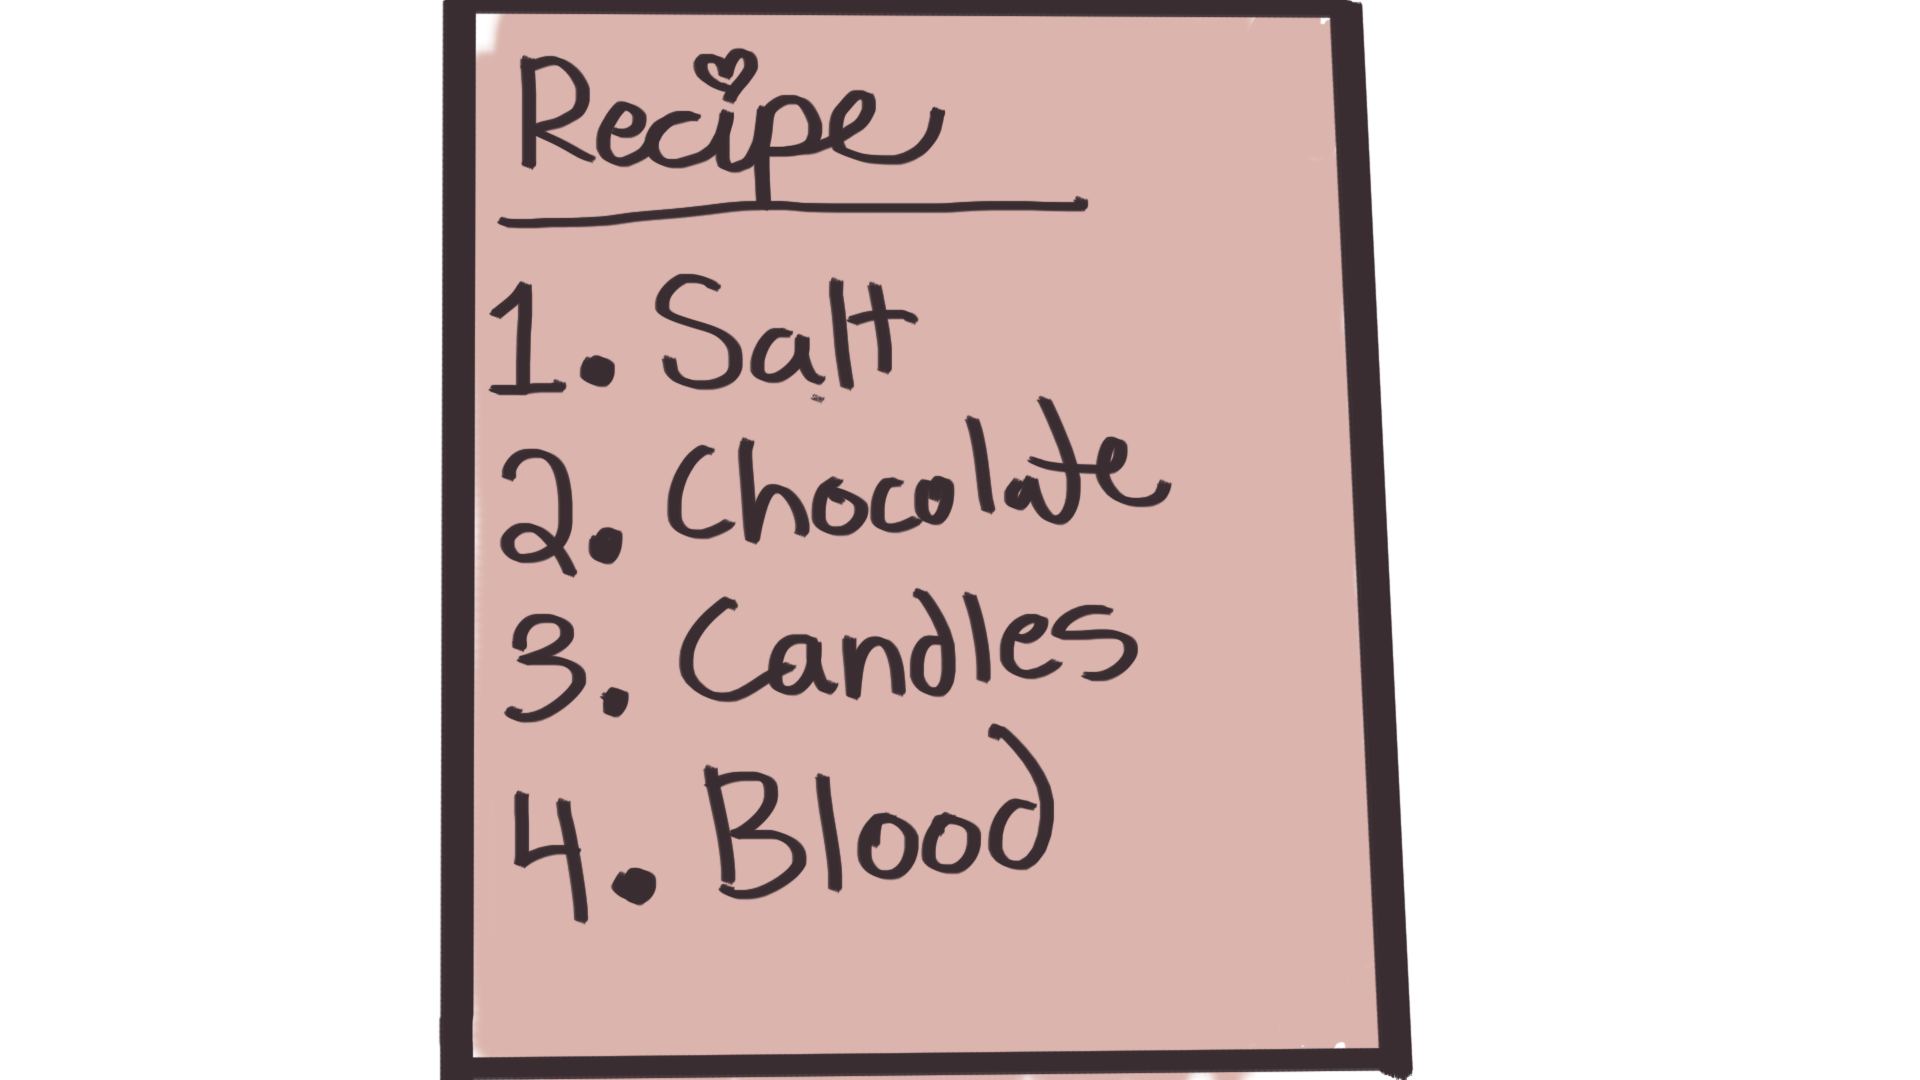 Recipe
1. Salt
2. Chocolate
3. Candles
4. Blood